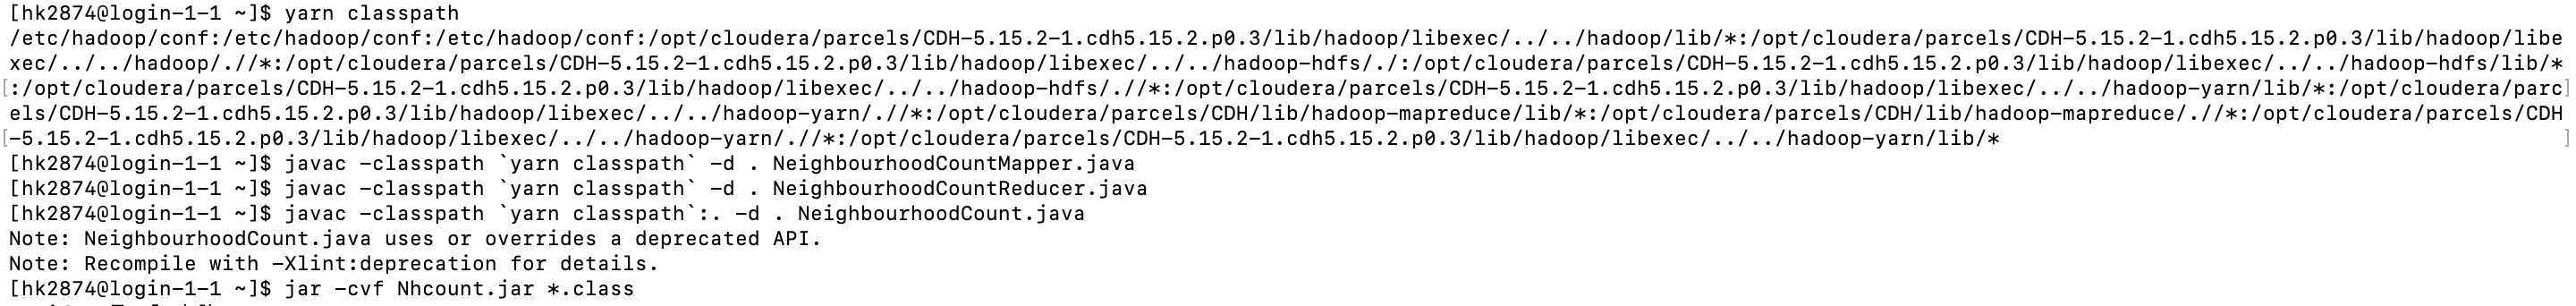 [hk2874@login-1-1 ~]$ yarn classpath
/etc/hadoop/conf:/etc/hadoop/conf:/etc/hadoop/conf:/opt/cloudera/parcels/CDH-5.15.2-1.cdh5.15.2.p0.3/lib/hadoop/libexec/../../hadoop/lib/*:/opt/cloudera/parcels/CDH-5.15.2-1.cdh5.15.2.p0.3/lib/hadoop/libe
xec/../../hadoop/.//*:/opt/cloudera/parcels/CDH-5.15.2-1.cdh5.15.2.p0.3/lib/hadoop/libexec/../../hadoop-hdfs/./:/opt/cloudera/parcels/CDH-5.15.2-1.cdh5.15.2.p0.3/lib/hadoop/libexec/../../hadoop-hdfs/lib/*
:/opt/cloudera/parcels/CDH-5.15.2-1.cdh5.15.2.p0.3/lib/hadoop/libexec/../../hadoop-hdfs/.//*:/opt/cloudera/parcels/CDH-5.15.2-1.cdh5.15.2.p0.3/lib/hadoop/libexec/../../hadoop-yarn/lib/*:/opt/cloudera/parc
els/CDH-5.15.2-1.cdh5.15.2.p0.3/lib/hadoop/libexec/../../hadoop-yarn/.//*:/opt/cloudera/parcels/CDH/lib/hadoop-mapreduce/lib/*:/opt/cloudera/parcels/CDH/lib/hadoop-mapreduce/.//*:/opt/cloudera/parcels/CDH
-5.15.2-1.cdh5.15.2.p0.3/lib/hadoop/libexec/../../hadoop-yarn/.//*:/opt/cloudera/parcels/CDH-5.15.2-1.cdh5.15.2.p0.3/lib/hadoop/libexec/../../hadoop-yarn/lib/*
[hk2874@login-1-1 ~]$ javac -classpath `yarn classpath` -d . NeighbourhoodCountMapper.java
[hk2874@login-1-1 ~]$ javac -classpath `yarn classpath` -d . NeighbourhoodCountReducer.java
[hk2874@login-1-1 ~]$ javac -classpath `yarn classpath`:. -d . NeighbourhoodCount.java
Note: NeighbourhoodCount.java uses or overrides a deprecated API.
Note: Recompile with -Xlint:deprecation for details.
[hk2874@login-1-1 ~]$ jar -cvf Nhcount.jar *.class